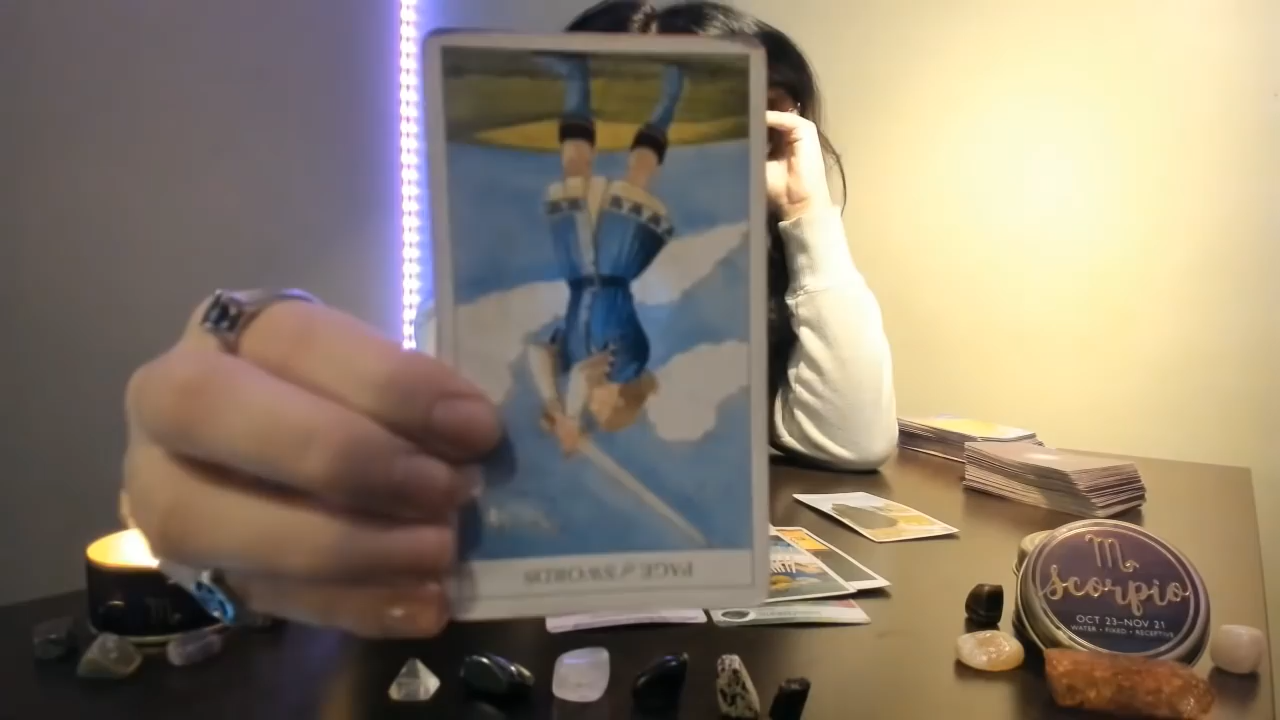 PAGE of SWORDS
♏
scorpio
OCT 23–NOV 21
WATER • FIXED • RECEPTIVE